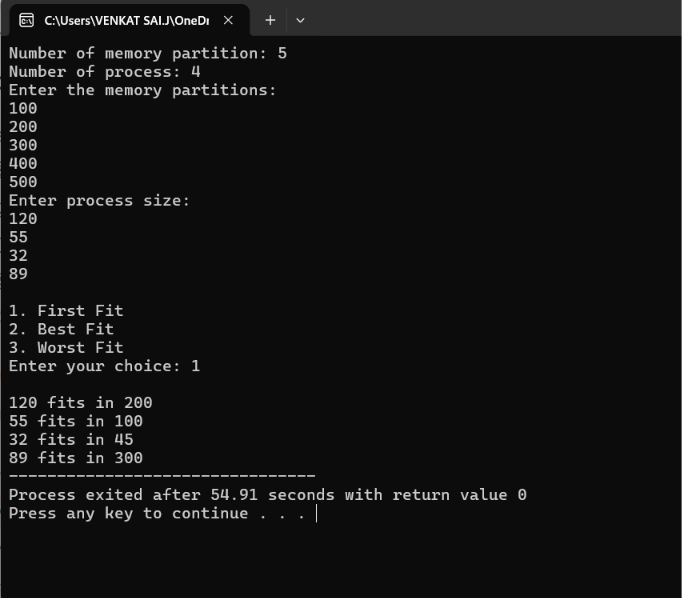 C:\Users\VENKAT SAI.J\OneDr
Number of memory partition: 5
Number of process: 4
Enter the memory partitions:
100
200
300
400
500
Enter process size:
120
55
32
89
1. First Fit
2. Best Fit
3. Worst Fit
Enter your choice: 1
120 fits in 200
55 fits in 100
32 fits in 45
89 fits in 300
--------------------------------
Process exited after 54.91 seconds with return value 0
Press any key to continue . . .